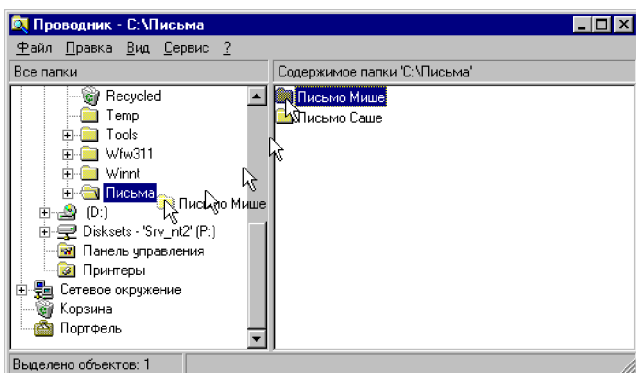 Проводник - C:\Письма
Файл Правка Вид Сервис ?
Все папки
Содержимое папки 'C:\Письма'
Recycled
Temp
Tools
Wfw311
Winnt
Письма
(D:)
Disksets - 'Srv_nt2' (P:)
Панель управления
Принтеры
Сетевое окружение
Корзина
Портфель
Письмо Мише
Письмо Мише
Письмо Саше
Выделено объектов: 1